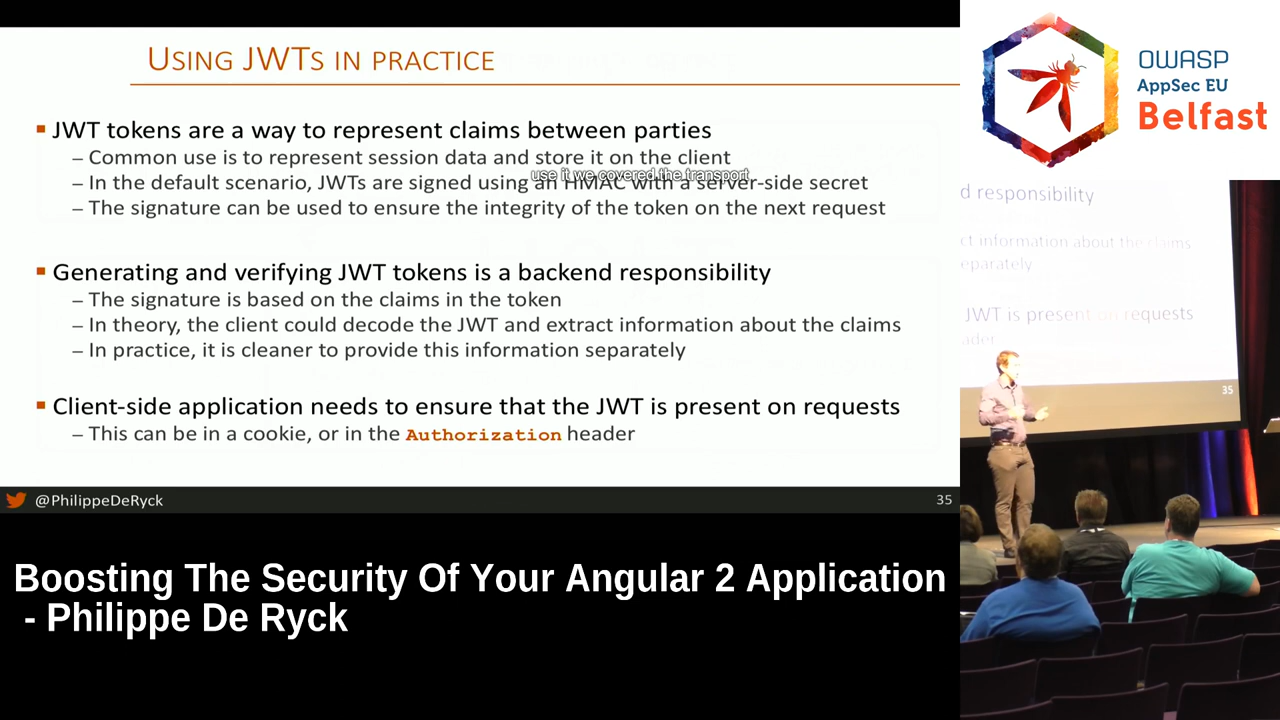 USING JWTS IN PRACTICE
JWT tokens are a way to represent claims between parties
– Common use is to represent session data and store it on the client
use it we covered the transport
– In the default scenario, JWTs are signed using an HMAC with a server-side secret
– The signature can be used to ensure the integrity of the token on the next request
Generating and verifying JWT tokens is a backend responsibility
– The signature is based on the claims in the token
– In theory, the client could decode the JWT and extract information about the claims
– In practice, it is cleaner to provide this information separately
Client-side application needs to ensure that the JWT is present on requests
– This can be in a cookie, or in the Authorization header
@PhilippeDeRyck
35
Boosting The Security Of Your Angular 2 Application
- Philippe De Ryck
OWASP
AppSec EU
Belfast
d responsibility
ct information about the claims
eparately
JWT is present on requests
ader
35